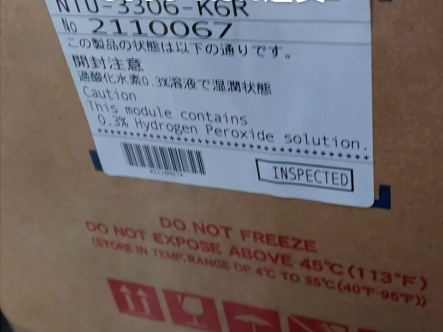 NTU-3306-K6R
No 2110067
この製品の状態は以下の通りです。
開封注意
過酸化水素0.3%溶液で湿潤状態
Caution
This module contains
0.3% Hydrogen Peroxide solution.
INSPECTED
DO NOT FREEZE
DO NOT EXPOSE ABOVE 45°C (113°F)
(STORE IN TEMP. RANGE OF 4°C TO 35°C (40°F-95°F))